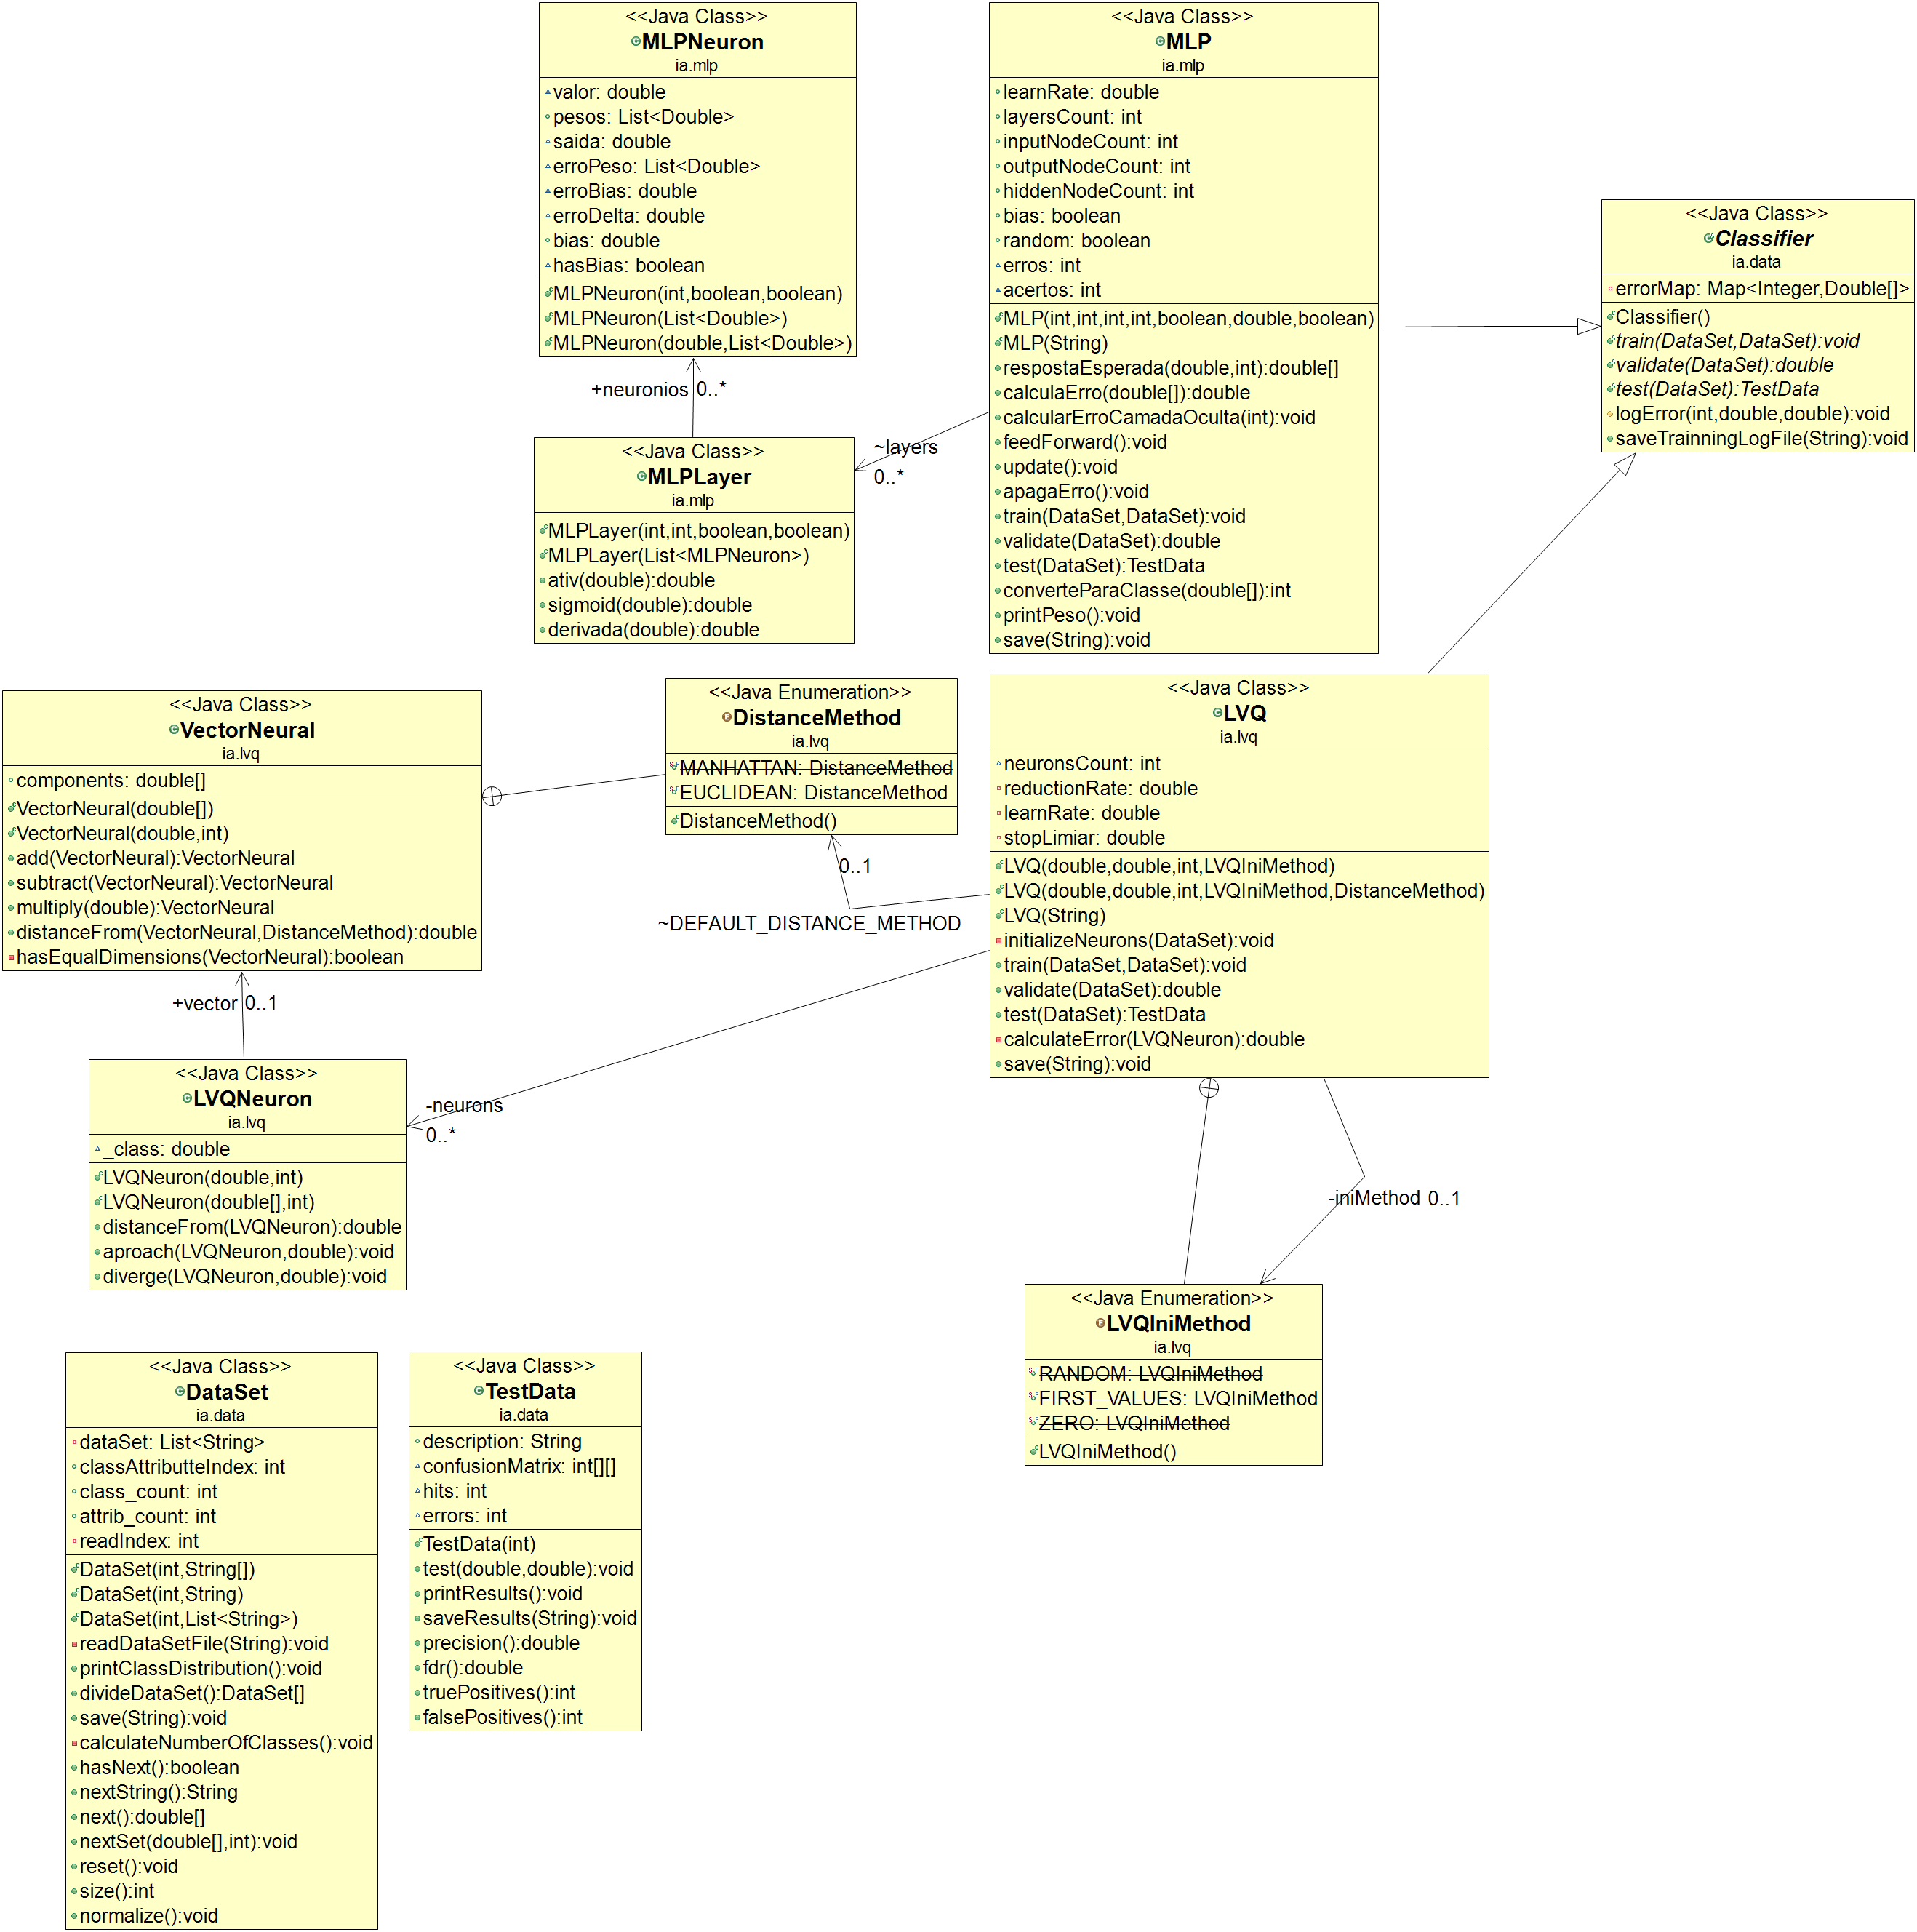 <<Java Class>>
MLPNeuron
ia.mlp
valor: double
pesos: List<Double>
saida: double
erroPeso: List<Double>
erroBias: double
erroDelta: double
bias: double
hasBias: boolean
MLPNeuron(int,boolean,boolean)
MLPNeuron(List<Double>)
MLPNeuron(double,List<Double>)
<<Java Class>>
MLP
ia.mlp
learnRate: double
layersCount: int
inputNodeCount: int
outputNodeCount: int
hiddenNodeCount: int
bias: boolean
random: boolean
erros: int
acertos: int
MLP(int,int,int,int,boolean,double,boolean)
MLP(String)
respostaEsperada(double,int):double[]
calculaErro(double[]):double
calcularErroCamadaOculta(int):void
feedForward():void
update():void
apagaErro():void
train(DataSet,DataSet):void
validate(DataSet):double
test(DataSet):TestData
converteParaClasse(double[]):int
printPeso():void
save(String):void
<<Java Class>>
Classifier
ia.data
errorMap: Map<Integer,Double[]>
Classifier()
train(DataSet,DataSet):void
validate(DataSet):double
test(DataSet):TestData
logError(int,double,double):void
saveTrainningLogFile(String):void
+neuronios 0..*
~layers
0..*
<<Java Class>>
MLPLayer
ia.mlp
MLPLayer(int,int,boolean,boolean)
MLPLayer(List<MLPNeuron>)
ativ(double):double
sigmoid(double):double
derivada(double):double
<<Java Class>>
VectorNeural
ia.lvq
components: double[]
VectorNeural(double[])
VectorNeural(double,int)
add(VectorNeural):VectorNeural
subtract(VectorNeural):VectorNeural
multiply(double):VectorNeural
distanceFrom(VectorNeural,DistanceMethod):double
hasEqualDimensions(VectorNeural):boolean
<<Java Enumeration>>
DistanceMethod
ia.lvq
MANHATTAN: DistanceMethod
EUCLIDEAN: DistanceMethod
DistanceMethod()
0..1
~DEFAULT_DISTANCE_METHOD
<<Java Class>>
LVQ
ia.lvq
neuronsCount: int
reductionRate: double
learnRate: double
stopLimiar: double
LVQ(double,double,int,LVQIniMethod)
LVQ(double,double,int,LVQIniMethod,DistanceMethod)
LVQ(String)
initializeNeurons(DataSet):void
train(DataSet,DataSet):void
validate(DataSet):double
test(DataSet):TestData
calculateError(LVQNeuron):double
save(String):void
+vector 0..1
<<Java Class>>
LVQNeuron
ia.lvq
_class: double
LVQNeuron(double,int)
LVQNeuron(double[],int)
distanceFrom(LVQNeuron):double
aproach(LVQNeuron,double):void
diverge(LVQNeuron,double):void
-neurons
0..*
-iniMethod 0..1
<<Java Enumeration>>
LVQIniMethod
ia.lvq
RANDOM: LVQIniMethod
FIRST_VALUES: LVQIniMethod
ZERO: LVQIniMethod
LVQIniMethod()
<<Java Class>>
DataSet
ia.data
dataSet: List<String>
classAttributteIndex: int
class_count: int
attrib_count: int
readIndex: int
DataSet(int,String[])
DataSet(int,String)
DataSet(int,List<String>)
readDataSetFile(String):void
printClassDistribution():void
divideDataSet():DataSet[]
save(String):void
calculateNumberOfClasses():void
hasNext():boolean
nextString():String
next():double[]
nextSet(double[],int):void
reset():void
size():int
normalize():void
<<Java Class>>
TestData
ia.data
description: String
confusionMatrix: int[][]
hits: int
errors: int
TestData(int)
test(double,double):void
printResults():void
saveResults(String):void
precision():double
fdr():double
truePositives():int
falsePositives():int